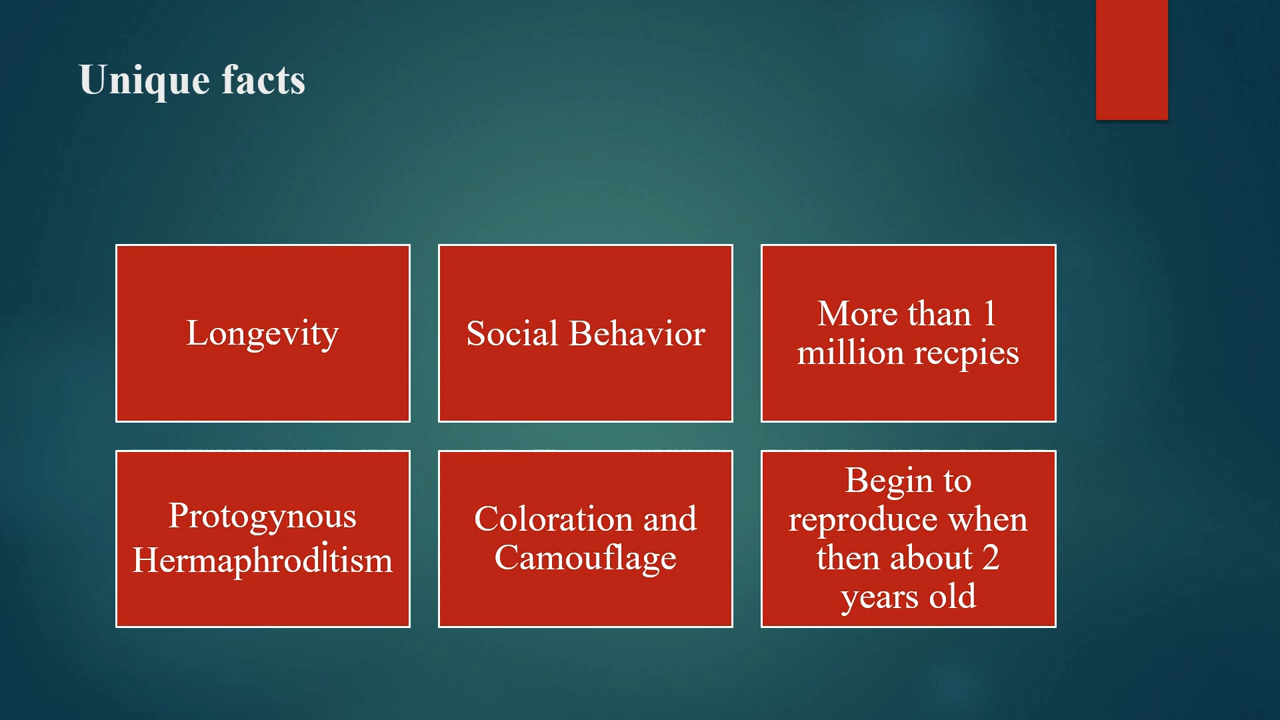 Unique facts
Longevity
Social Behavior
More than 1
million recpies
Protogynous
Hermaphroditism
Coloration and
Camouflage
Begin to
reproduce when
then about 2
years old